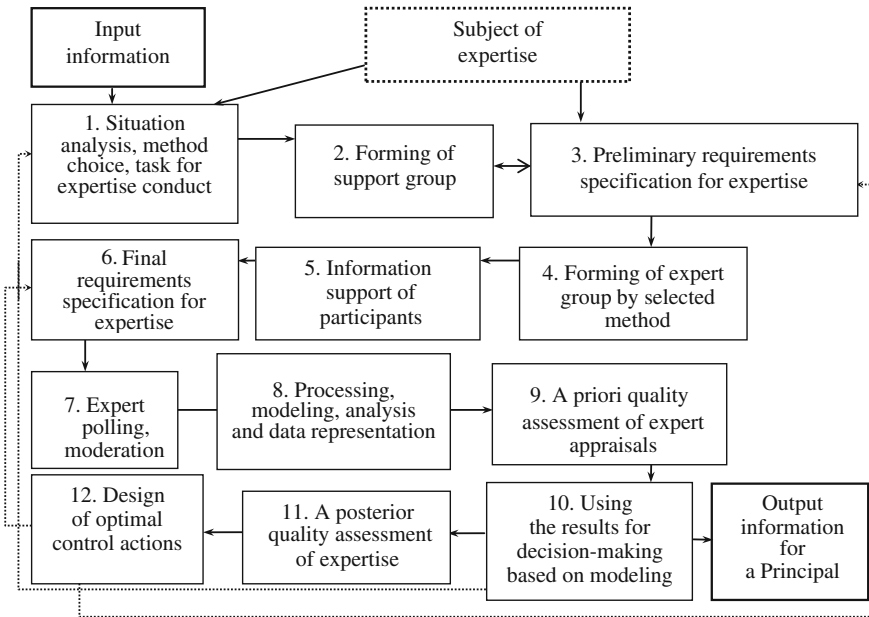 Input
information
Subject of
expertise
1. Situation
analysis, method
choice, task for
expertise conduct
2. Forming of
support group
3. Preliminary requirements
specification for expertise
6. Final
requirements
specification for
expertise
5. Information
support of
participants
4. Forming of expert
group by selected
method
7. Expert
polling,
moderation
8. Processing,
modeling, analysis
and data representation
9. A priori quality
assessment of expert
appraisals
12. Design
of optimal
control actions
11. A posterior
quality assessment
of expertise
10. Using
the results for
decision-making
based on modeling
Output
information
for
a Principal